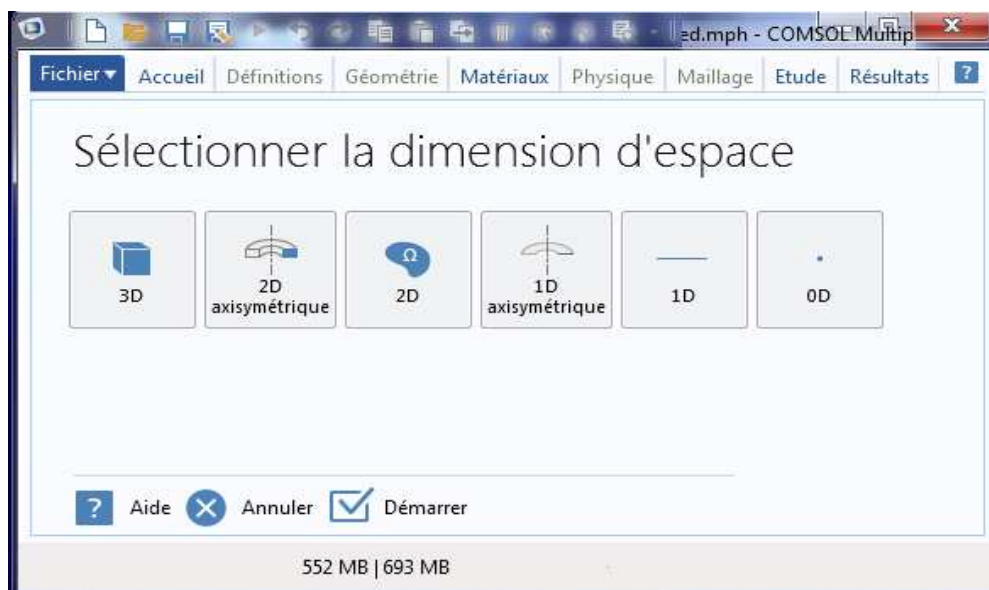 ed.mph - COMSOL Multip
Fichier Accueil Définitions Géométrie Matériaux Physique Maillage Etude Résultats ?
Sélectionner la dimension d'espace
3D
2D
axisymétrique
Ω
2D
1D
axisymétrique
1D
0D
? Aide Annuler Démarrer
552 MB | 693 MB